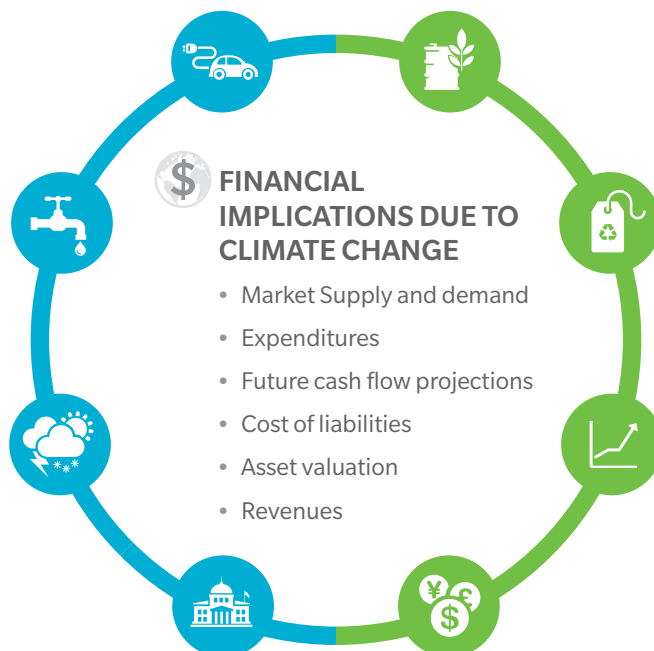 $ FINANCIAL
IMPLICATIONS DUE TO
CLIMATE CHANGE
• Market Supply and demand
• Expenditures
• Future cash flow projections
• Cost of liabilities
• Asset valuation
• Revenues
¥ £
$